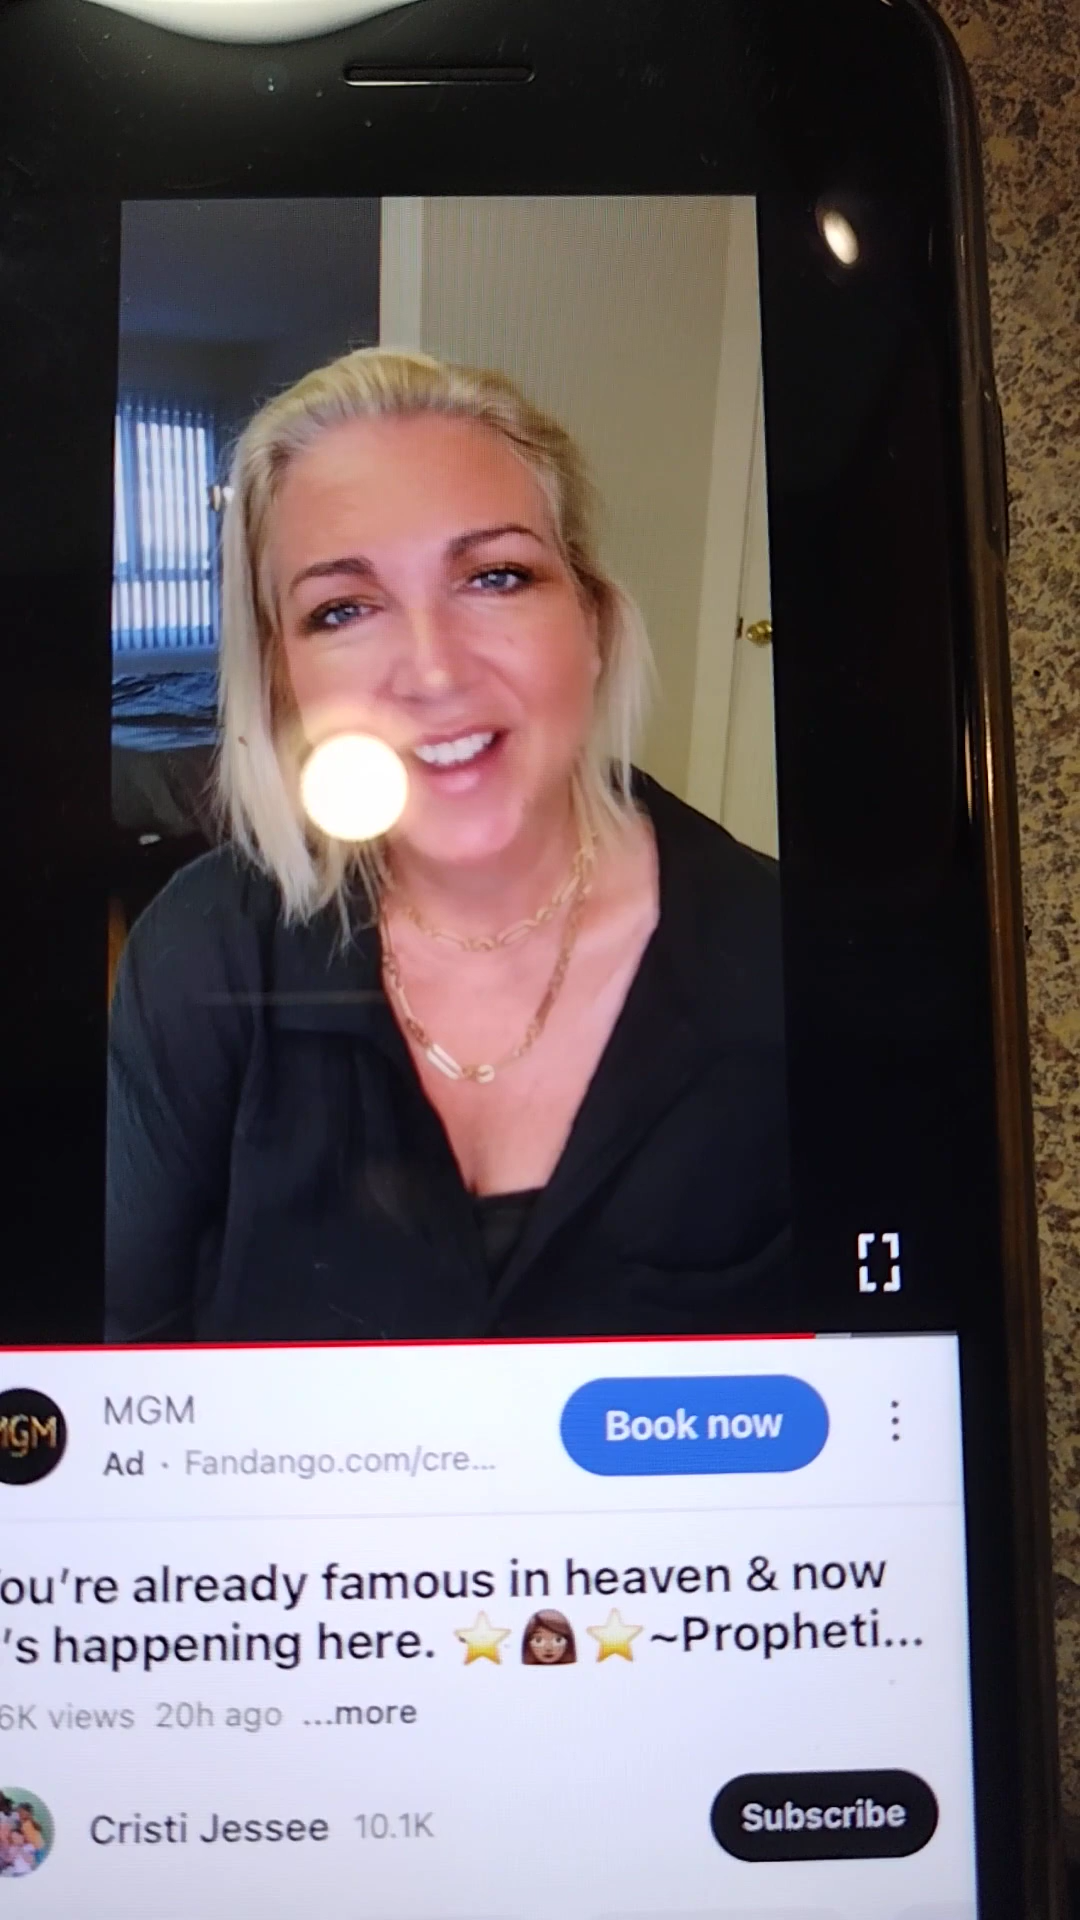 MGM
MGM
Book now
Ad · Fandango.com/cre...
ou're already famous in heaven & now
's happening here. ⭐👩🏽⭐ ~Propheti...
6K views 20h ago ...more
Cristi Jessee 10.1K
Subscribe